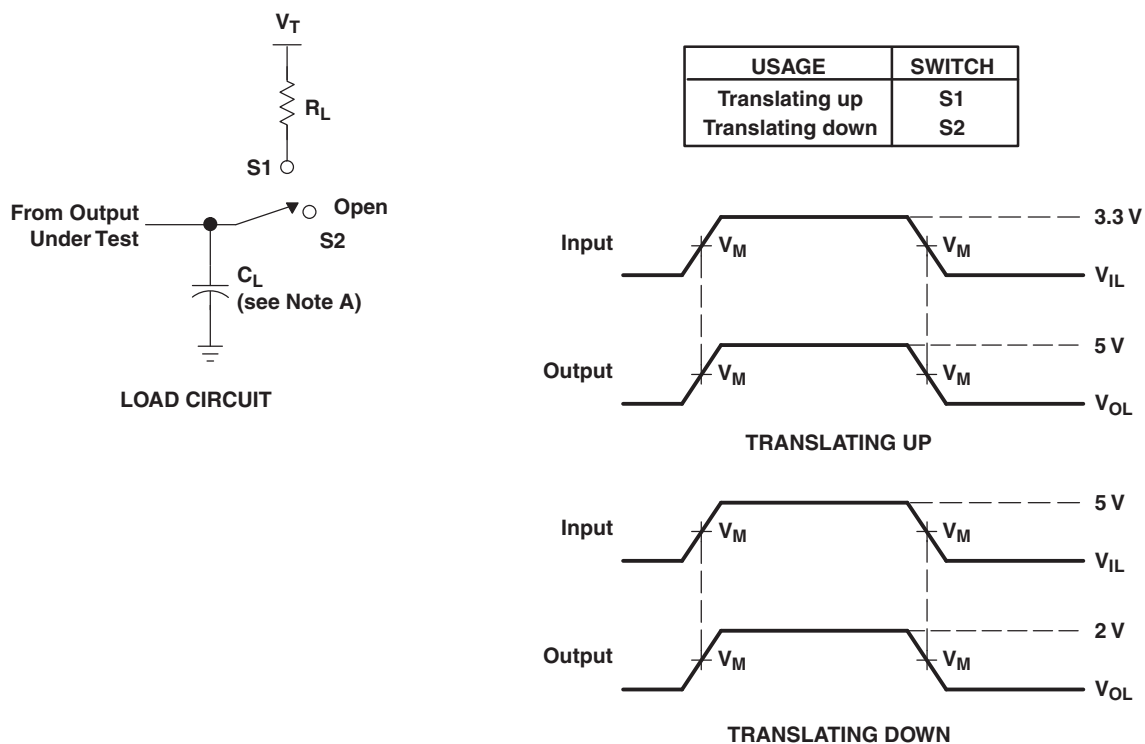 V_T
R_L
S1
From Output
Under Test
Open
S2
C_L
(see Note A)
LOAD CIRCUIT
USAGE SWITCH
Translating up S1
Translating down S2
3.3 V
Input V_M V_M
V_IL
5 V
Output V_M V_M
V_OL
TRANSLATING UP
5 V
Input V_M V_M
V_IL
2 V
Output V_M V_M
V_OL
TRANSLATING DOWN